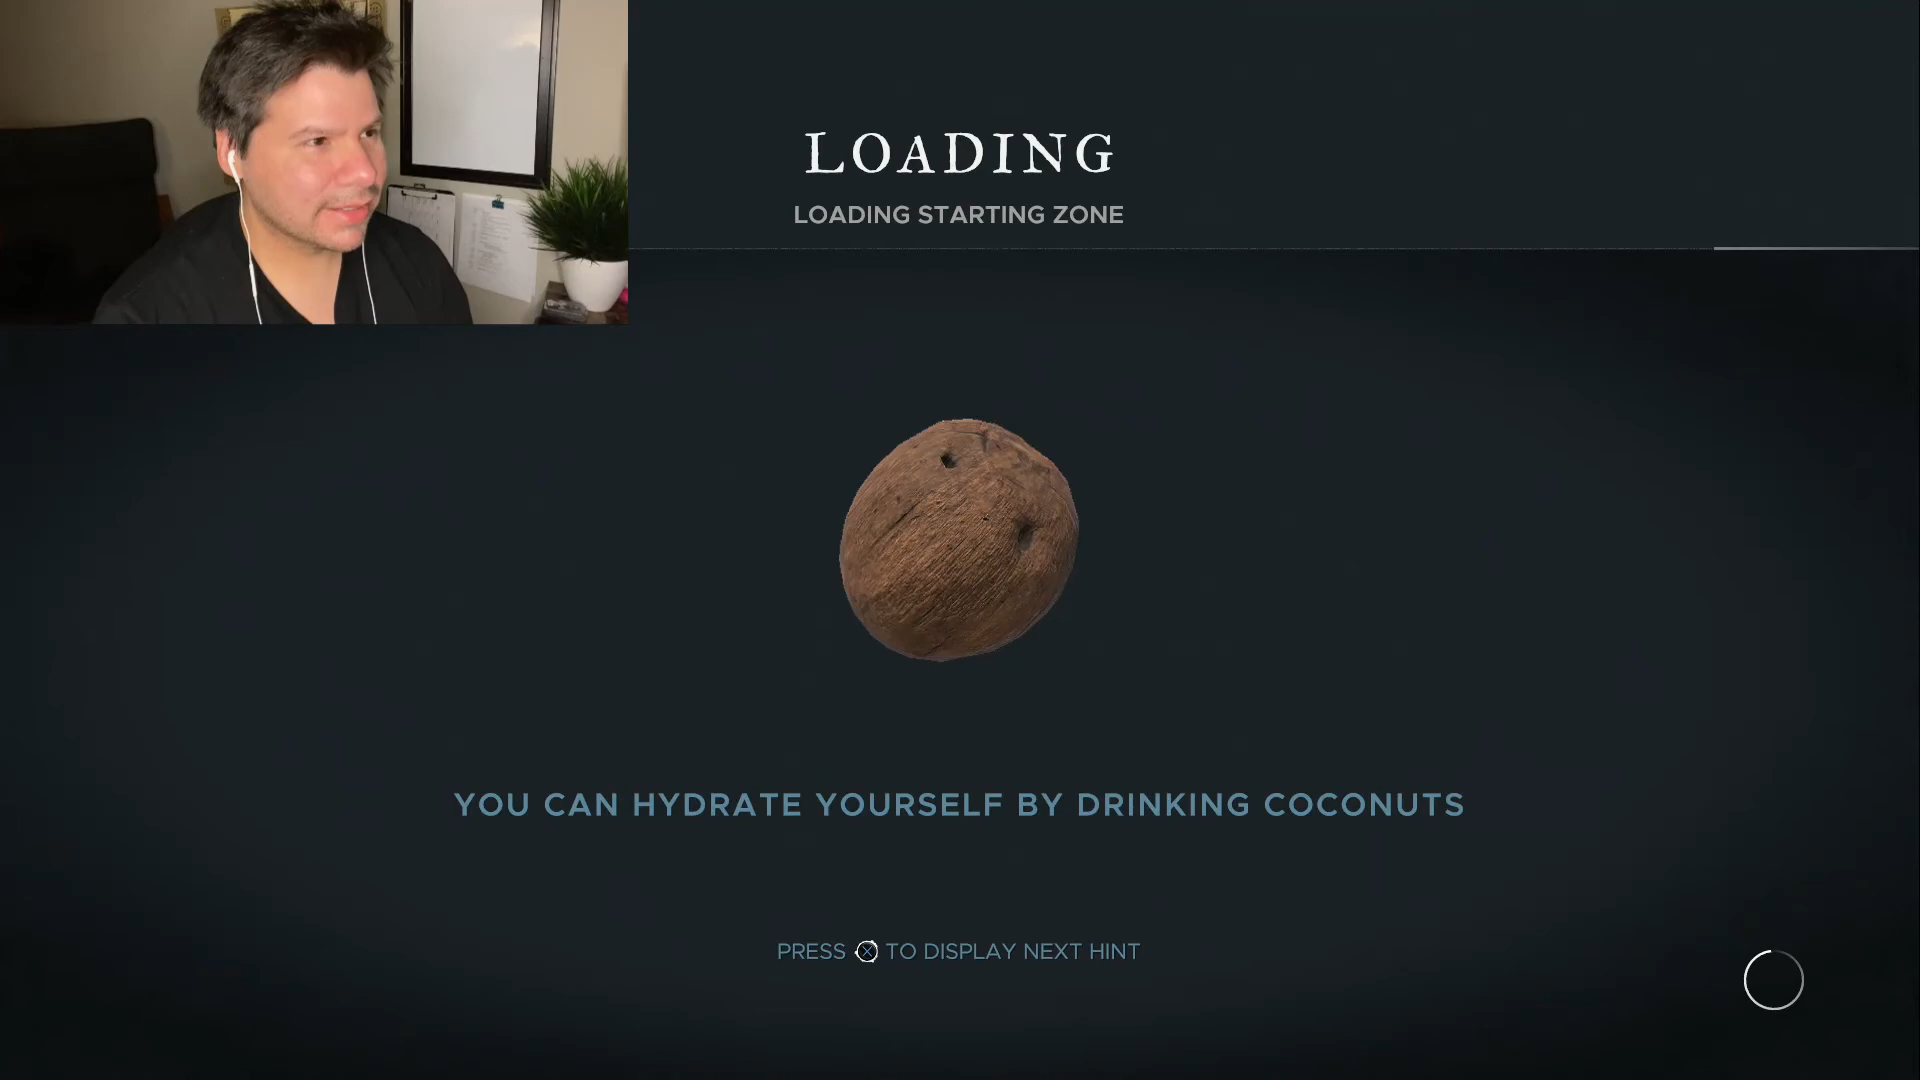 LOADING
LOADING STARTING ZONE
YOU CAN HYDRATE YOURSELF BY DRINKING COCONUTS
PRESS X TO DISPLAY NEXT HINT